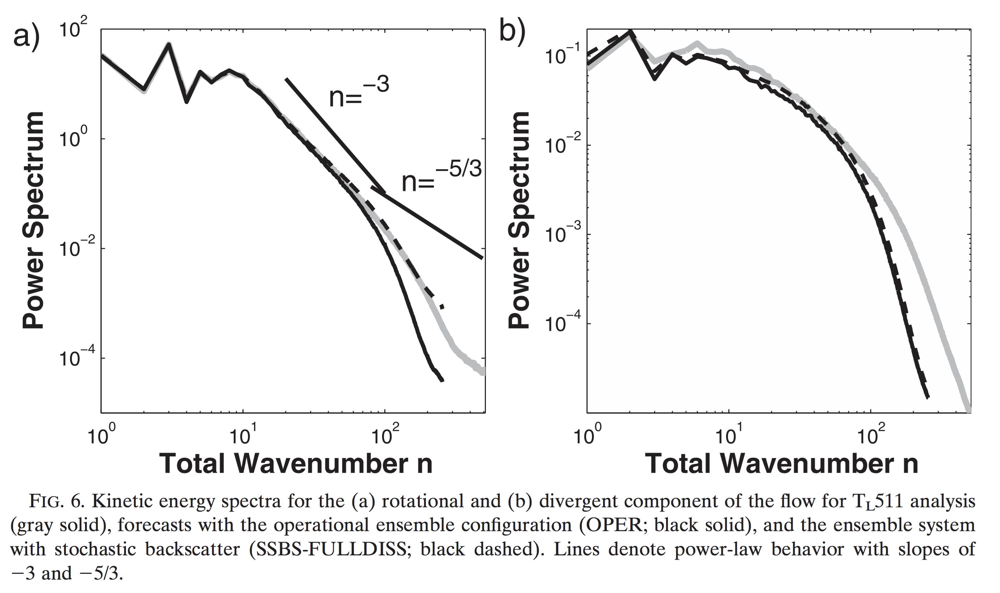 a)
10^2
10^0
10^−2
10^−4
Power Spectrum
n=^−3
n=^−5/3
10^0
10^1
10^2
Total Wavenumber n
b)
10^−1
10^−2
10^−3
10^−4
Power Spectrum
10^0
10^1
10^2
Total Wavenumber n
FIG. 6. Kinetic energy spectra for the (a) rotational and (b) divergent component of the flow for T_L511 analysis
(gray solid), forecasts with the operational ensemble configuration (OPER; black solid), and the ensemble system
with stochastic backscatter (SSBS-FULLDISS; black dashed). Lines denote power-law behavior with slopes of
−3 and −5/3.